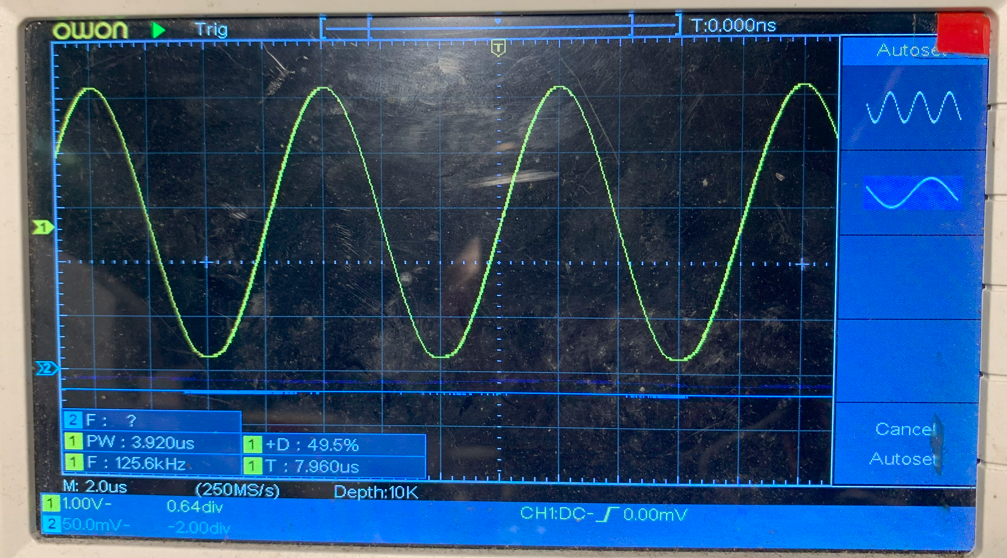 owon Trig T:0.000ns
T
Autoset
1
2
2 F : ?
1 PW : 3.920us 1 +D : 49.5%
1 F : 125.6kHz 1 T : 7.960us
Cancel
Autoset
M: 2.0us (250MS/s) Depth:10K
1 1.00V~ 0.64div
CH1:DC- 0.00mV
2 50.0mV~ -2.00div